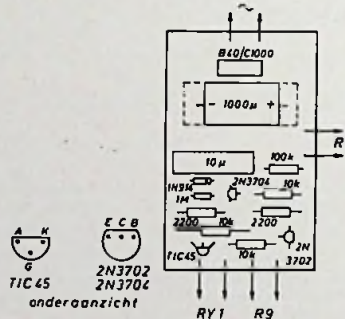 ~
B40/C1000
- 1000µ +
R
10µ
100k
1N914
2N3704
1M
10k
2200
2200
10k
2N
3702
TIC45
10k
A K
G
TIC45
E C B
2N3702
2N3704
onderaanzicht
RY1 R9